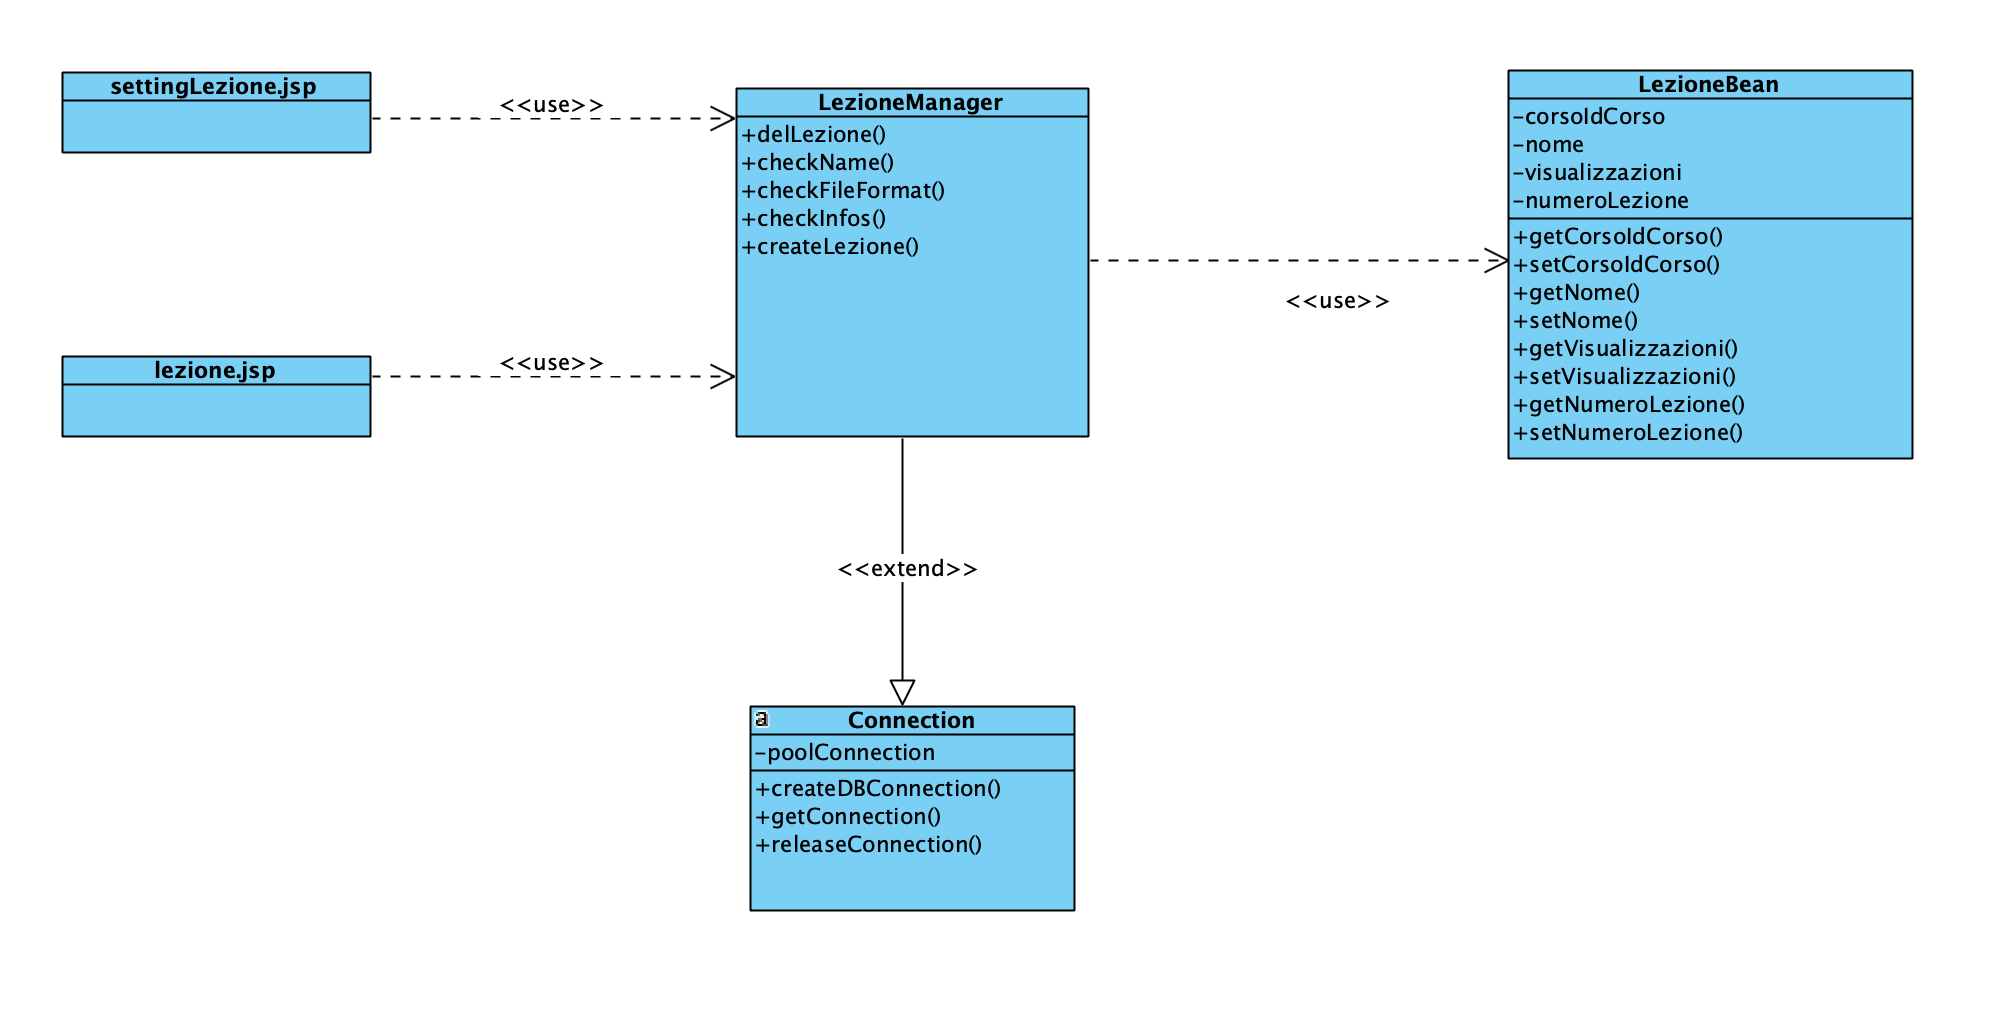 settingLezione.jsp
<<use>>
LezioneManager
+delLezione()
+checkName()
+checkFileFormat()
+checkInfos()
+createLezione()
LezioneBean
-corsoIdCorso
-nome
-visualizzazioni
-numeroLezione
+getCorsoIdCorso()
+setCorsoIdCorso()
+getNome()
+setNome()
+getVisualizzazioni()
+setVisualizzazioni()
+getNumeroLezione()
+setNumeroLezione()
<<use>>
lezione.jsp
<<use>>
<<extend>>
a
Connection
-poolConnection
+createDBConnection()
+getConnection()
+releaseConnection()